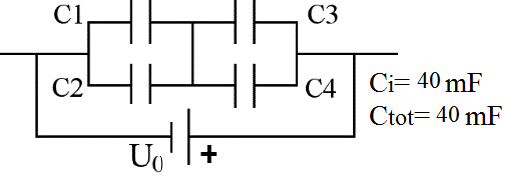 C1 C3
C2 C4
Ci= 40 mF
Ctot= 40 mF
U0 +